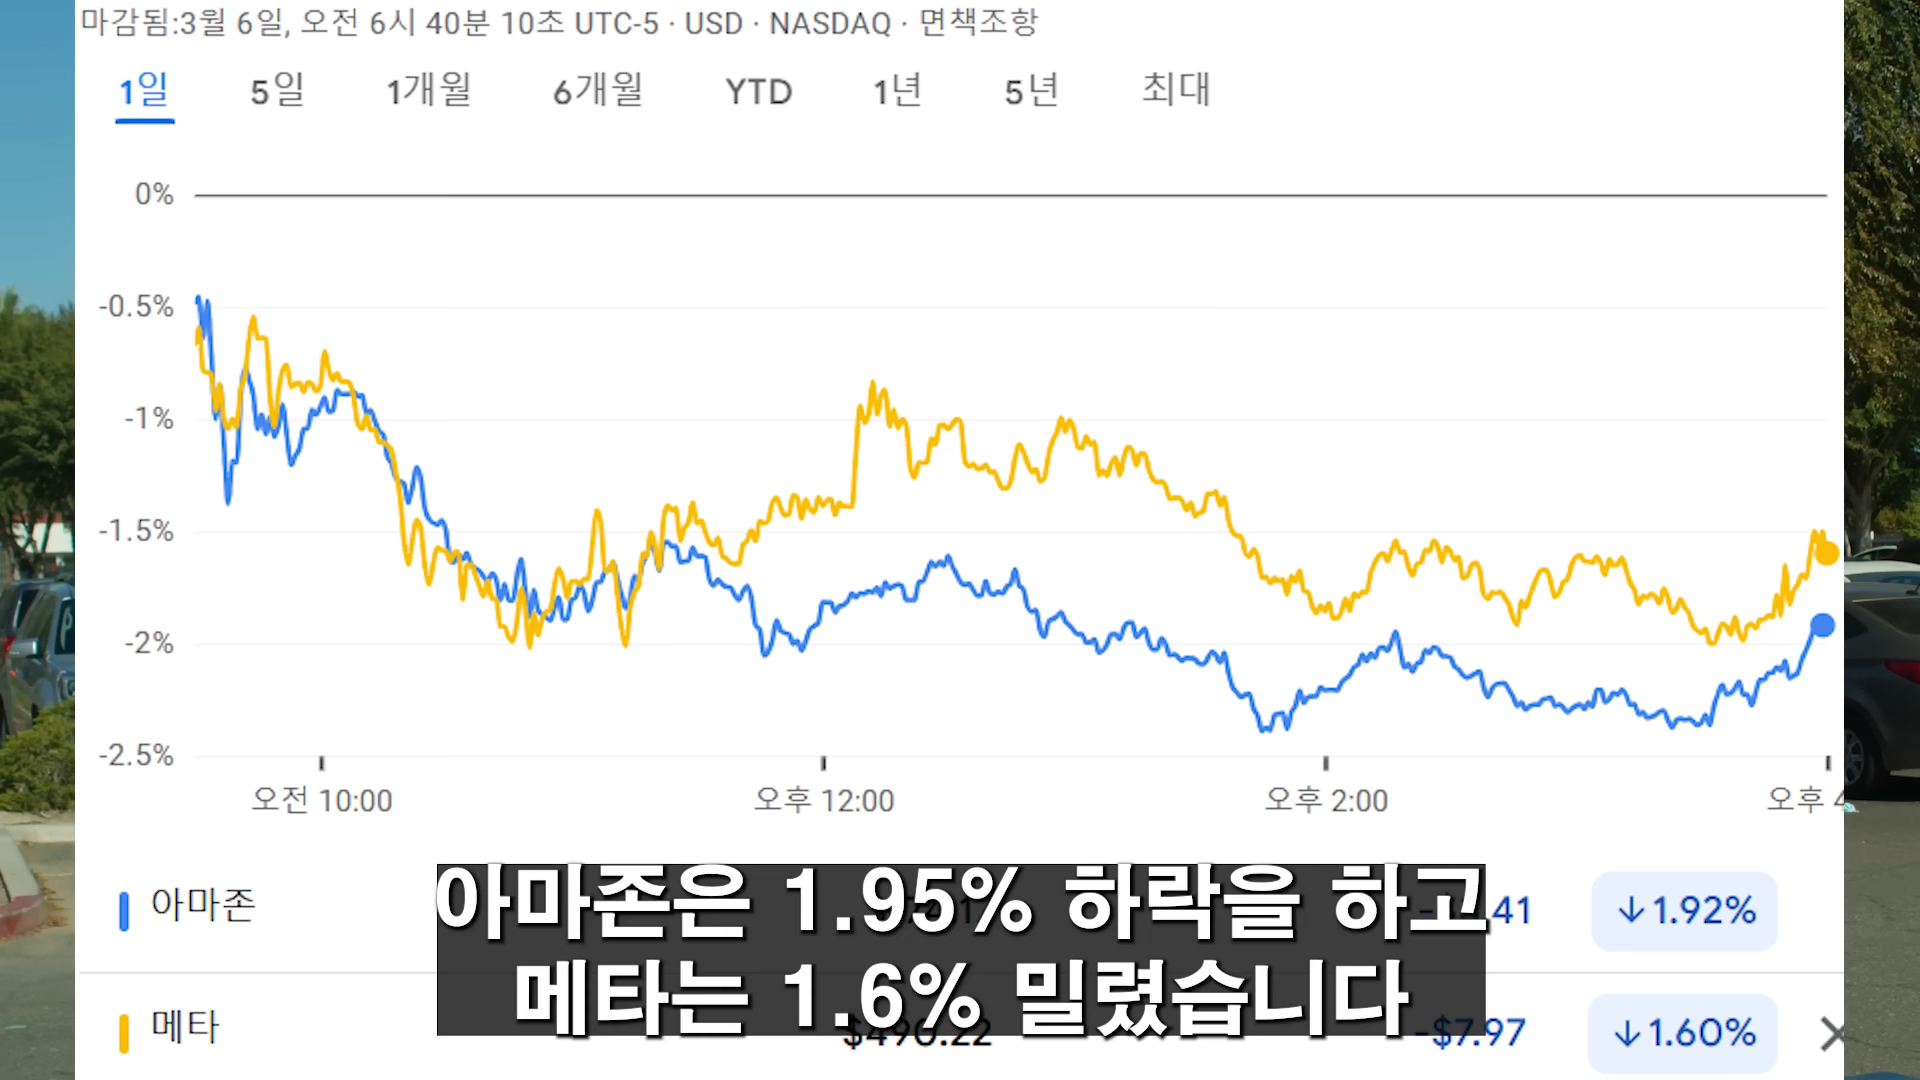 마감됨:3월 6일, 오전 6시 40분 10초 UTC-5 · USD · NASDAQ · 면책조항
1일 5일 1개월 6개월 YTD 1년 5년 최대
0%
-0.5%
-1%
-1.5%
-2%
-2.5%
오전 10:00 오후 12:00 오후 2:00 오후
아마존 ↓1.92%
아마존은 1.95% 하락을 하고
메타는 1.6% 밀렸습니다
메타 $490.22 -$7.97 ↓1.60%